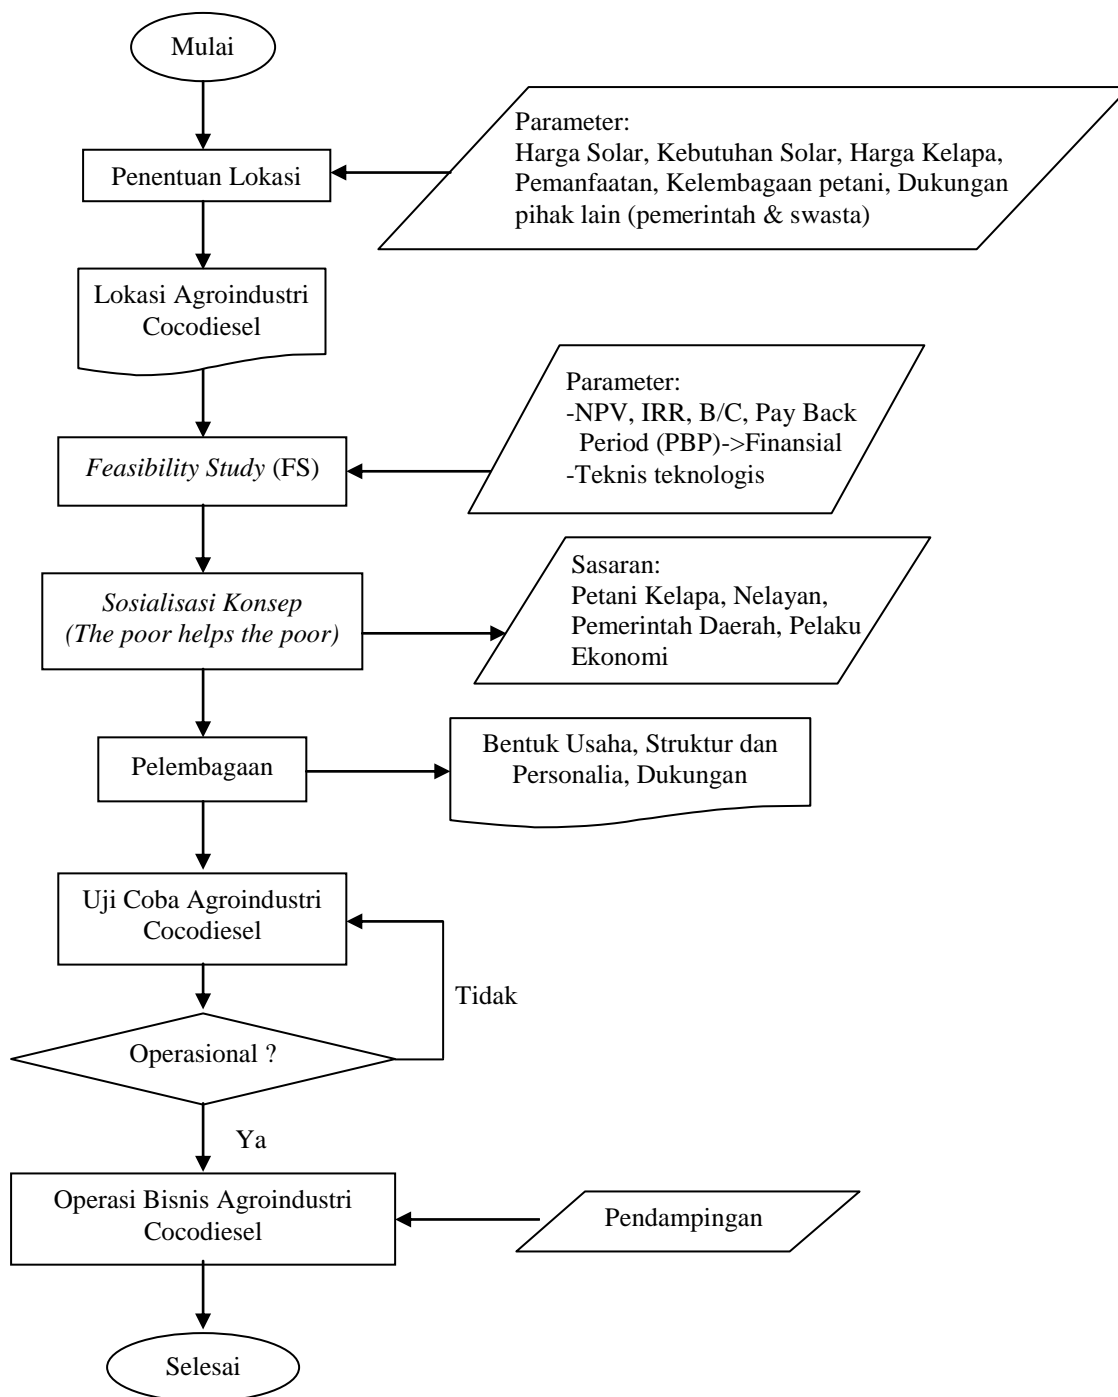 Mulai
Parameter:
Harga Solar, Kebutuhan Solar, Harga Kelapa,
Pemanfaatan, Kelembagaan petani, Dukungan
pihak lain (pemerintah & swasta)
Penentuan Lokasi
Lokasi Agroindustri
Cocodiesel
Parameter:
-NPV, IRR, B/C, Pay Back
Period (PBP)->Finansial
-Teknis teknologis
Feasibility Study (FS)
Sasaran:
Petani Kelapa, Nelayan,
Pemerintah Daerah, Pelaku
Ekonomi
Sosialisasi Konsep
(The poor helps the poor)
Pelembagaan
Bentuk Usaha, Struktur dan
Personalia, Dukungan
Uji Coba Agroindustri
Cocodiesel
Tidak
Operasional ?
Ya
Operasi Bisnis Agroindustri
Cocodiesel
Pendampingan
Selesai